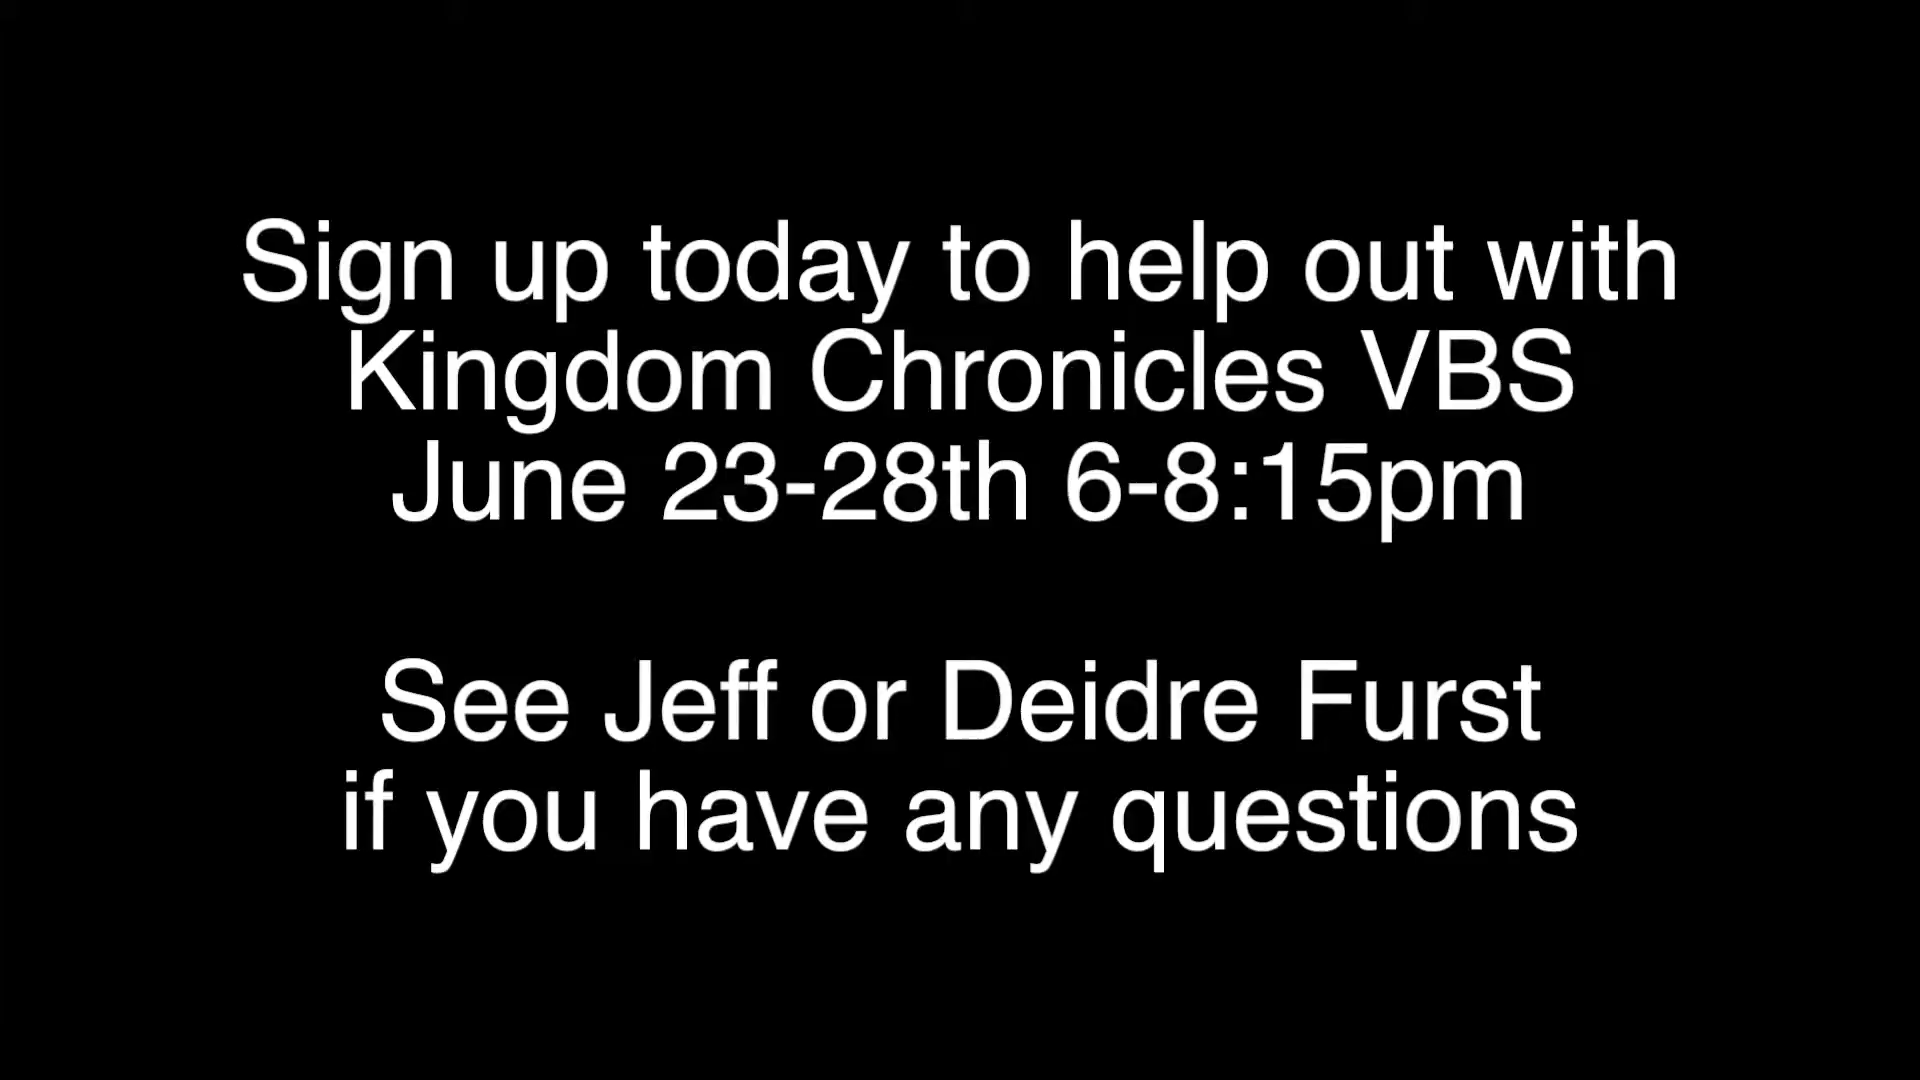 Sign up today to help out with
Kingdom Chronicles VBS
June 23-28th 6-8:15pm
See Jeff or Deidre Furst
if you have any questions